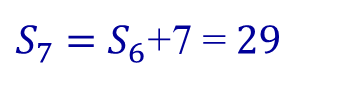 S₇ = S₆+7 = 29